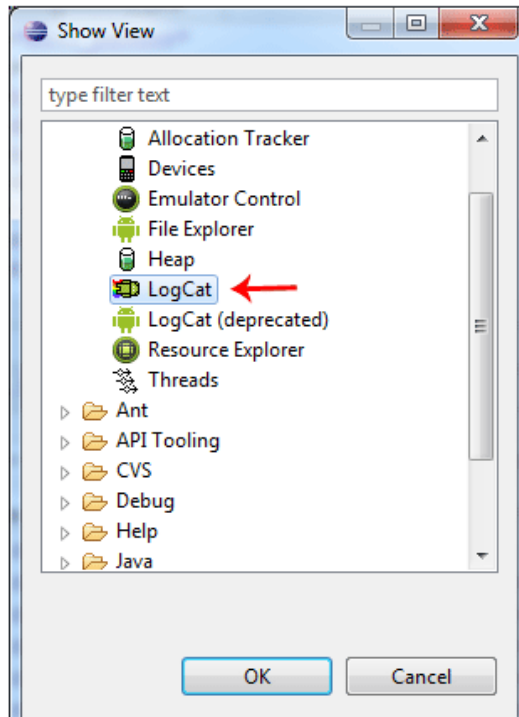 Show View
type filter text
Allocation Tracker
Devices
Emulator Control
File Explorer
Heap
LogCat
LogCat (deprecated)
Resource Explorer
Threads
Ant
API Tooling
CVS
Debug
Help
Java
OK Cancel